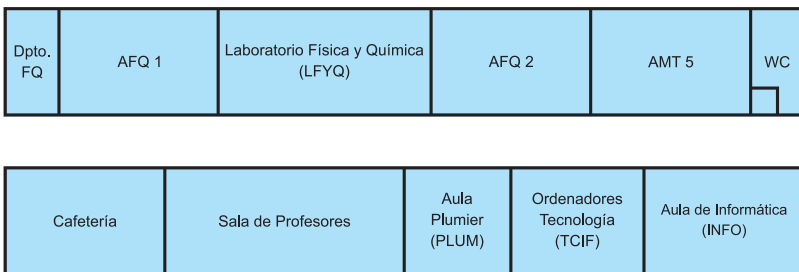 Dpto.
FQ
AFQ 1
Laboratorio Física y Química
(LFYQ)
AFQ 2
AMT 5
WC
Cafetería
Sala de Profesores
Aula
Plumier
(PLUM)
Ordenadores
Tecnología
(TCIF)
Aula de Informática
(INFO)